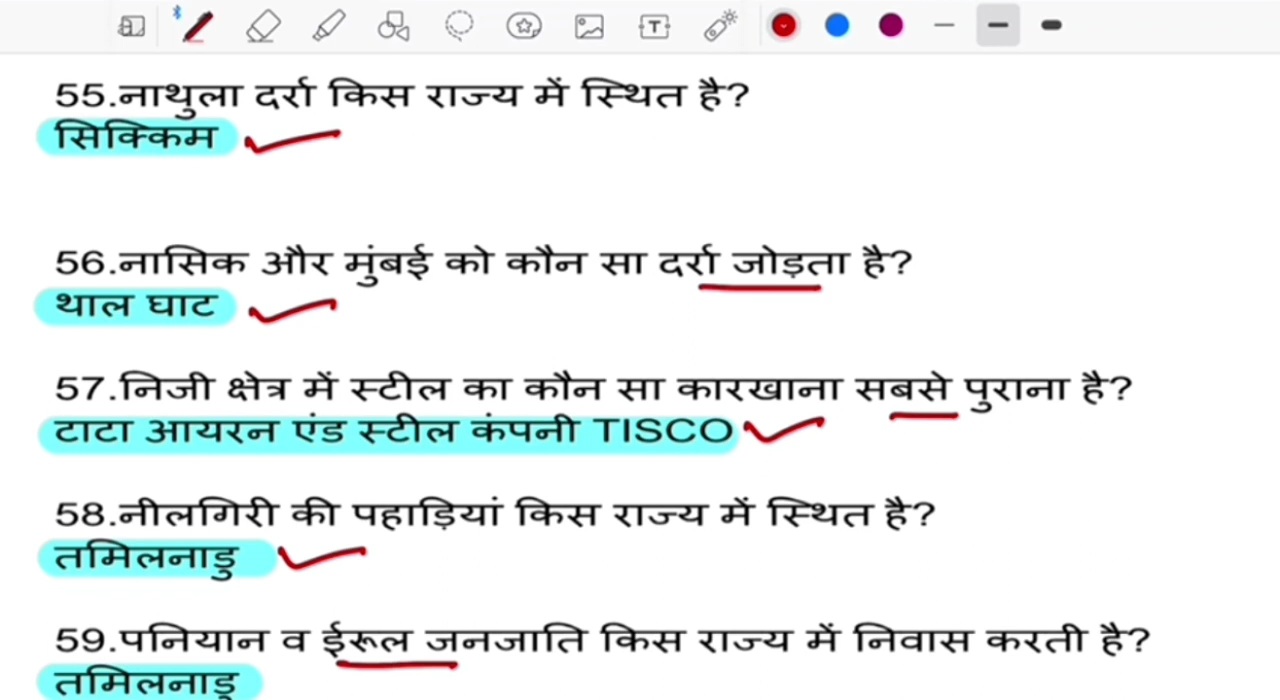 55.नाथुला दर्रा किस राज्य में स्थित है?
सिक्किम
56.नासिक और मुंबई को कौन सा दर्रा जोड़ता है?
थाल घाट
57.निजी क्षेत्र में स्टील का कौन सा कारखाना सबसे पुराना है?
टाटा आयरन एंड स्टील कंपनी TISCO
58.नीलगिरी की पहाड़ियां किस राज्य में स्थित है?
तमिलनाडु
59.पनियान व ईरूल जनजाति किस राज्य में निवास करती है?
तमिलनाडु